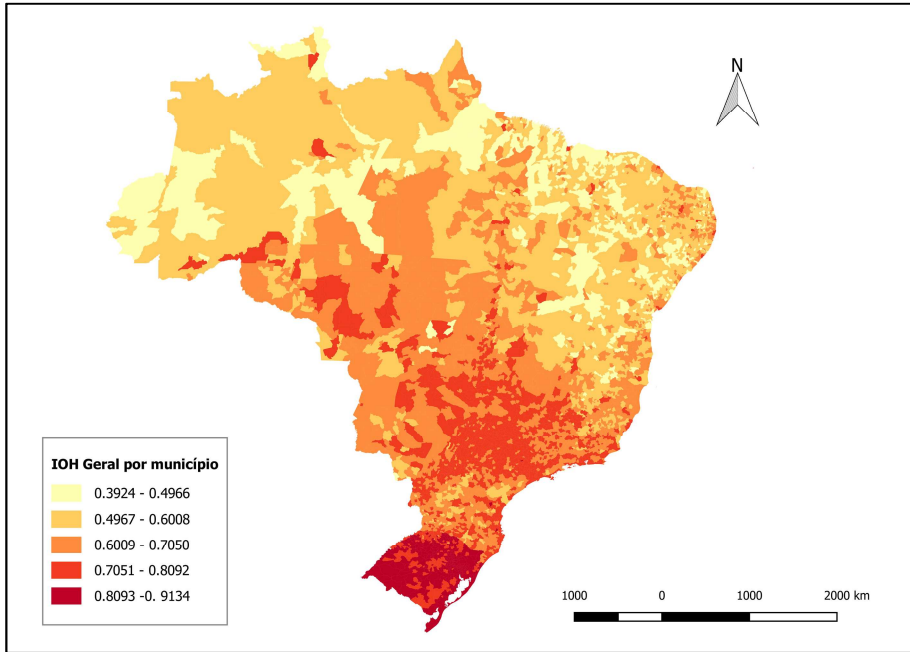 N
IOH Geral por município
0.3924 - 0.4966
0.4967 - 0.6008
0.6009 - 0.7050
0.7051 - 0.8092
0.8093 -0. 9134
1000 0 1000 2000 km